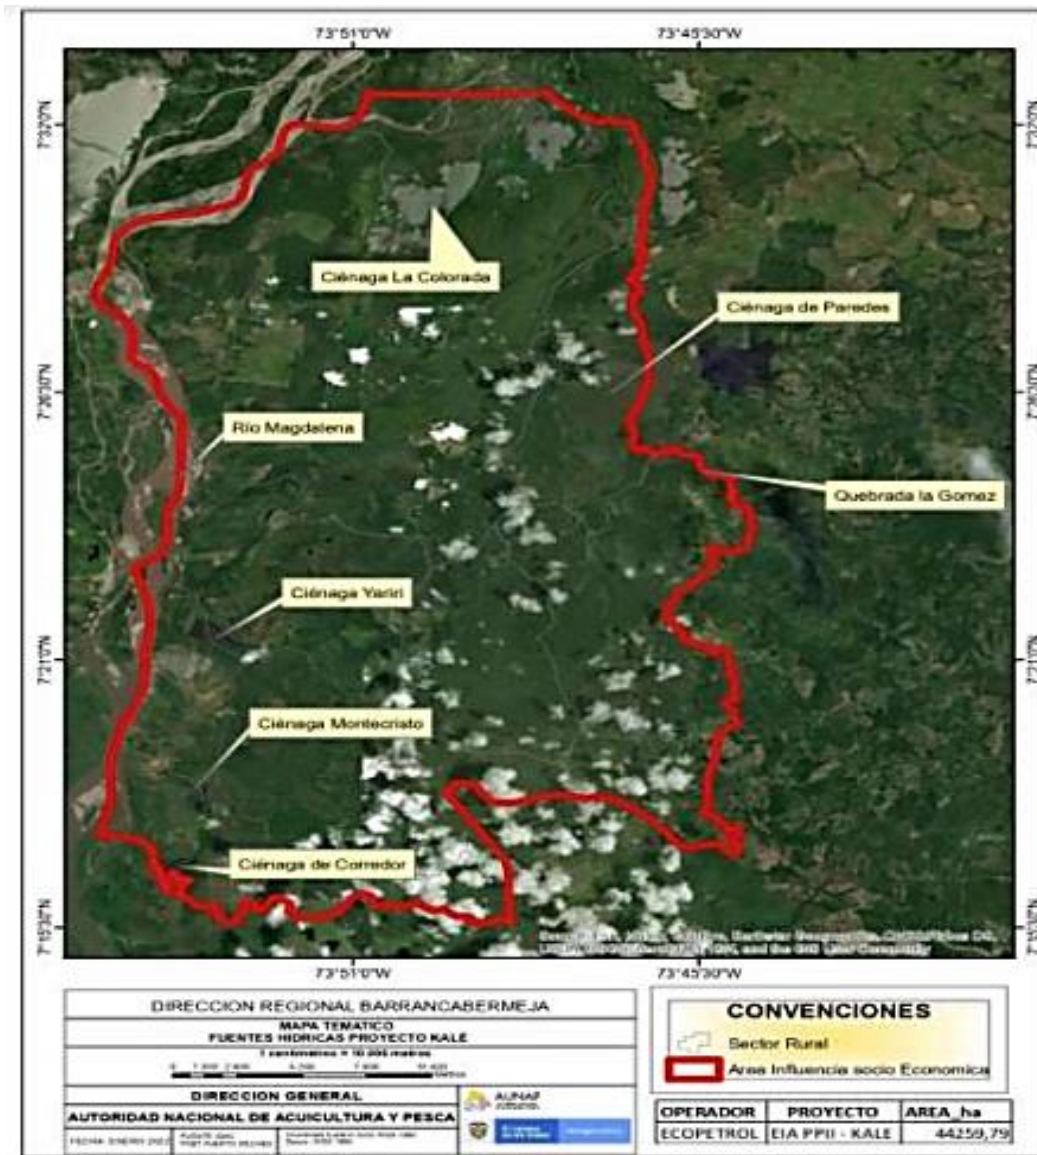 73°51'0"W 73°45'30"W
7°32'0"N
7°32'0"N
Ciénaga La Colorada
Ciénaga de Paredes
7°26'30"N
7°26'30"N
Río Magdalena
Quebrada la Gomez
Ciénaga Yariri
7°21'0"N
7°21'0"N
Ciénaga Montecristo
Ciénaga de Corredor
7°15'30"N
7°15'30"N
73°51'0"W 73°45'30"W
DIRECCION REGIONAL BARRANCABERMEJA
MAPA TEMATICO
FUENTES HIDRICAS PROYECTO KALÉ
DIRECCION GENERAL
AUTORIDAD NACIONAL DE ACUICULTURA Y PESCA
AUNAP
CONVENCIONES
Sector Rural
Area Influencia socio Economica
OPERADOR PROYECTO AREA_ha
ECOPETROL EIA PPII - KALE 44259,79